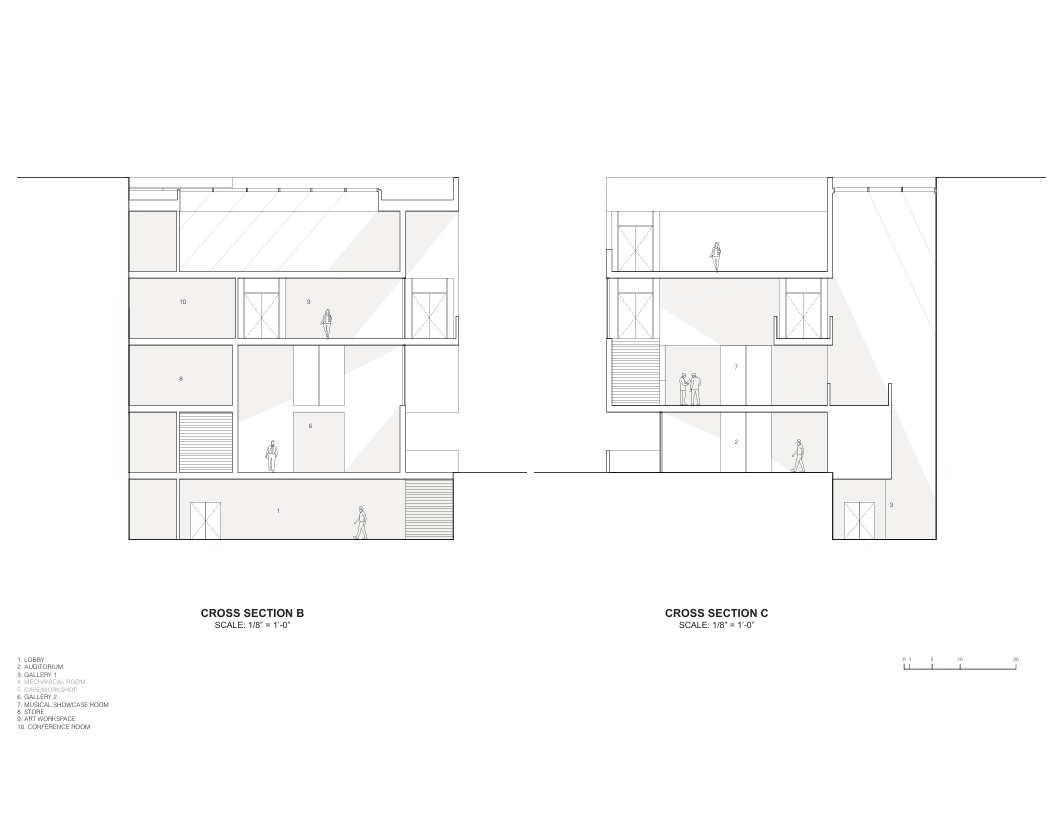 10
9
8
7
6
2
3
1
CROSS SECTION B
SCALE: 1/8" = 1'-0"
CROSS SECTION C
SCALE: 1/8" = 1'-0"
1. LOBBY
2. AUDITORIUM
3. GALLERY 1
4. MECHANICAL ROOM
5. CAFE/WORKSHOP
6. GALLERY 2
7. MUSICAL SHOWCASE ROOM
8. STORE
9. ART WORKSPACE
10. CONFERENCE ROOM
0 1 5 10 20